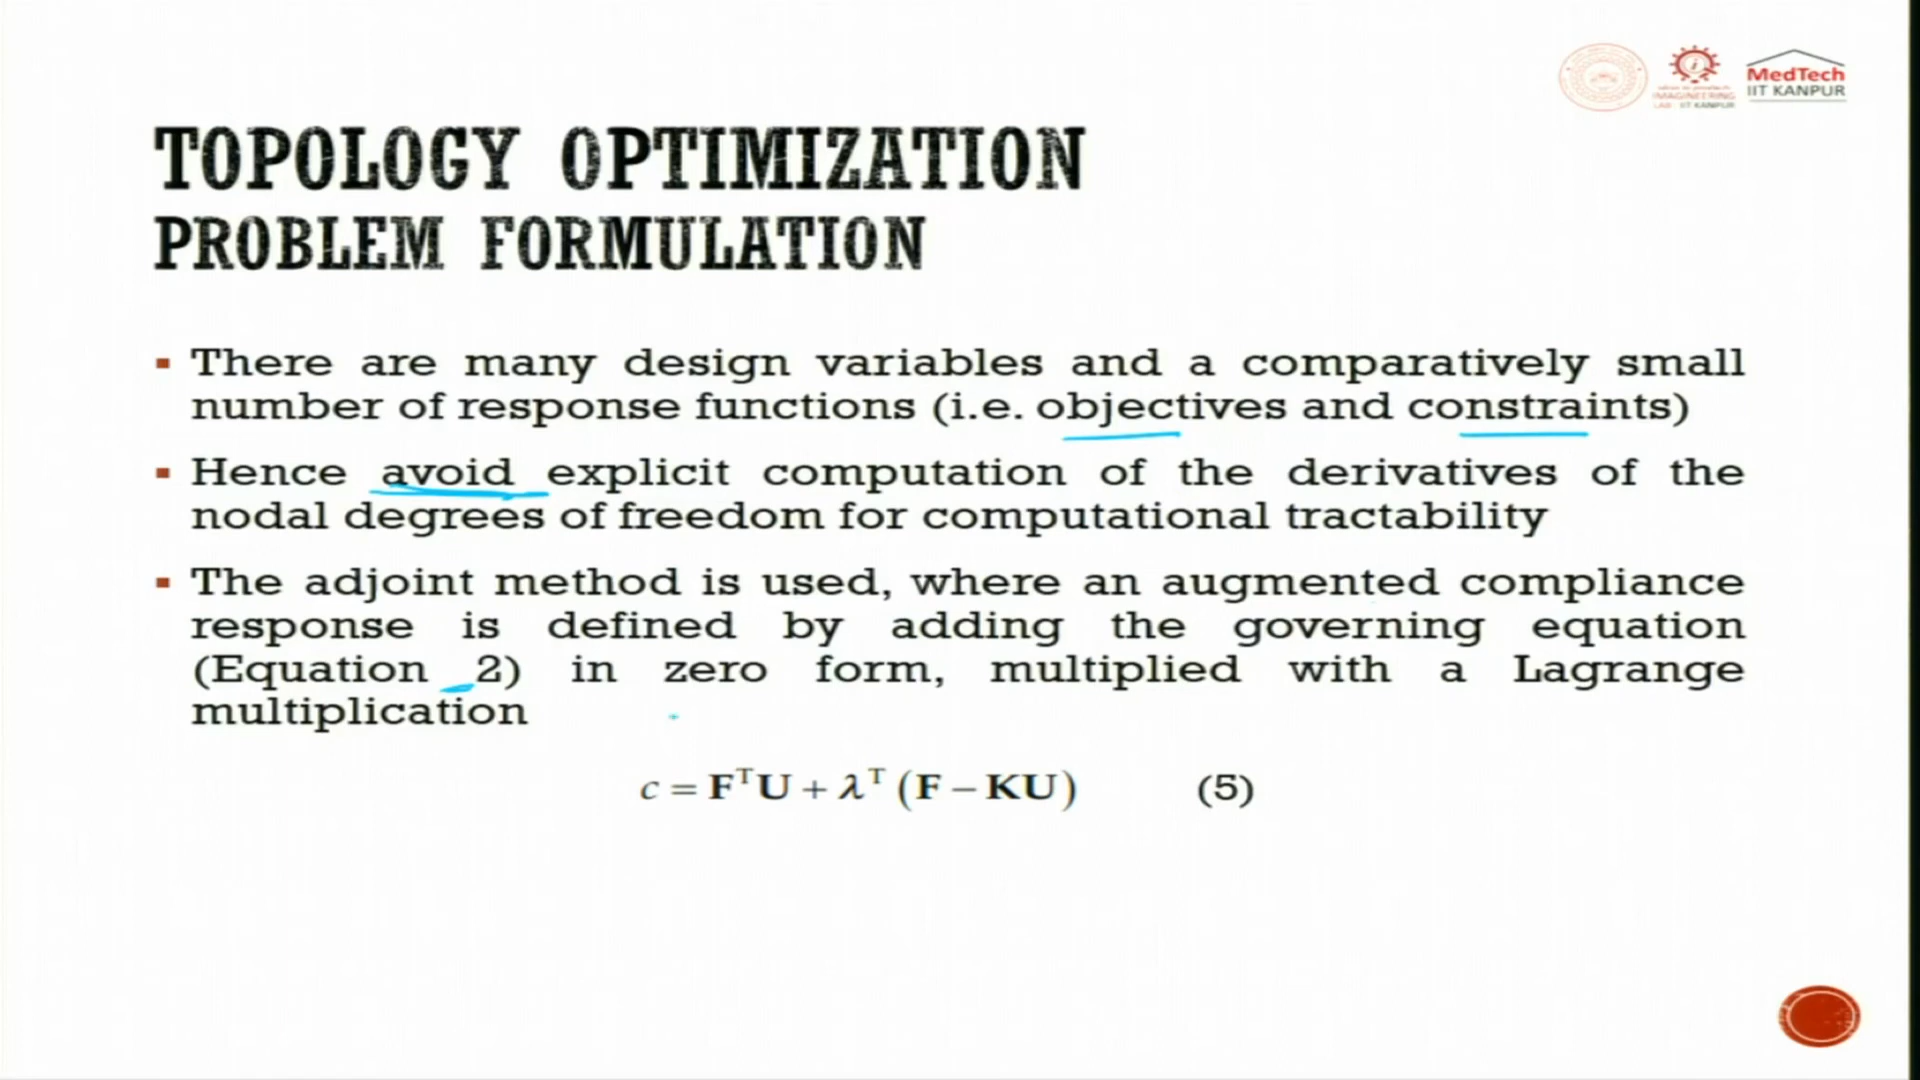 MedTech
IIT KANPUR
TOPOLOGY OPTIMIZATION
PROBLEM FORMULATION
▪ There are many design variables and a comparatively small
number of response functions (i.e. objectives and constraints)
▪ Hence avoid explicit computation of the derivatives of the
nodal degrees of freedom for computational tractability
▪ The adjoint method is used, where an augmented compliance
response is defined by adding the governing equation
(Equation 2) in zero form, multiplied with a Lagrange
multiplication
c = FᵀU + λᵀ (F − KU) (5)